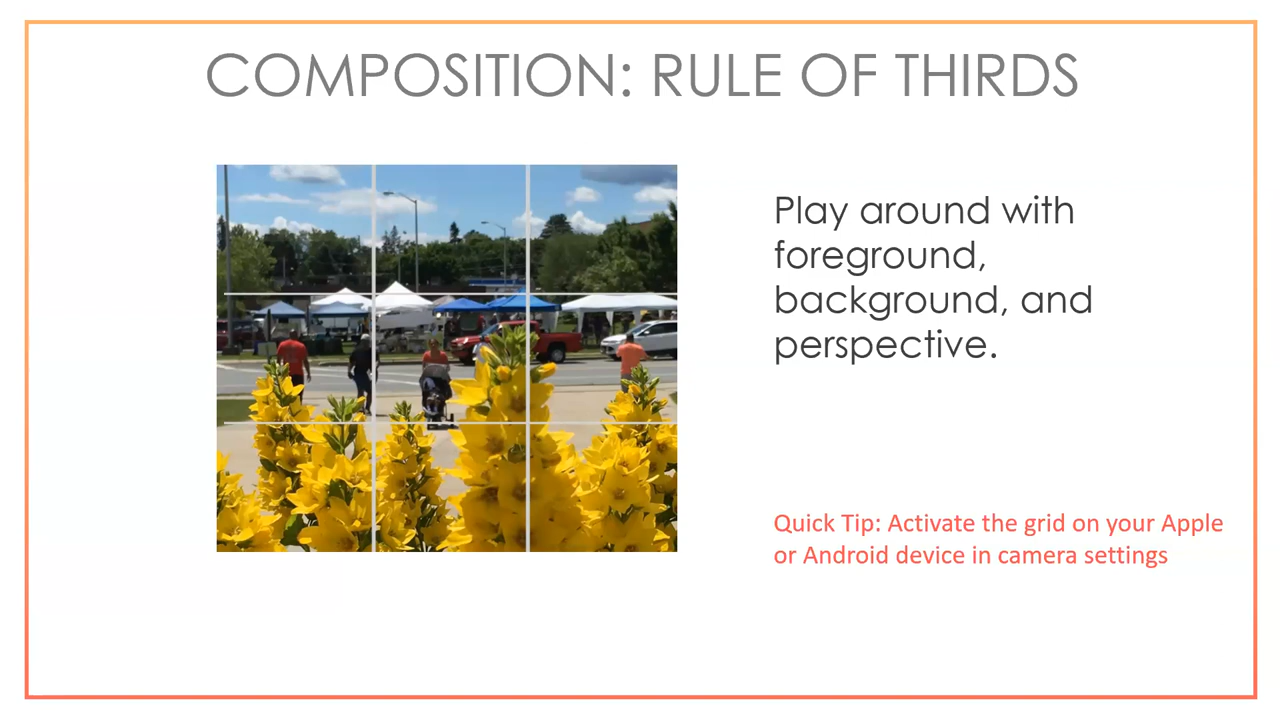 COMPOSITION: RULE OF THIRDS
Play around with
foreground,
background, and
perspective.
Quick Tip: Activate the grid on your Apple
or Android device in camera settings